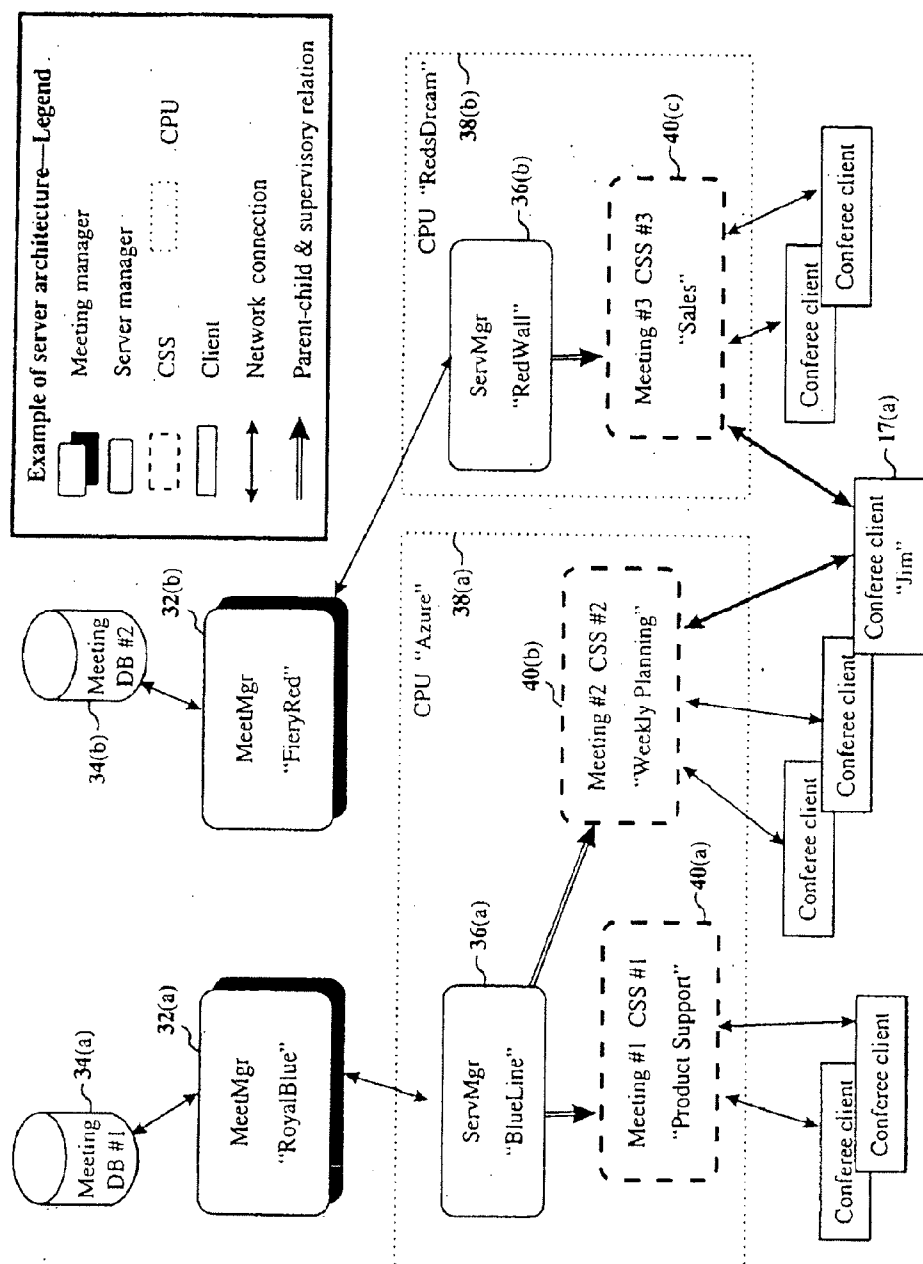 Example of server architecture—Legend
Meeting manager
Server manager
CSS
CPU
Client
Network connection
Parent-child & supervisory relation
34(a)
Meeting
DB #1
32(a)
MeetMgr
“RoyalBlue”
34(b)
Meeting
DB #2
32(b)
MeetMgr
“FieryRed”
CPU “Azure”
38(a)
36(a)
ServMgr
“BlueLine”
40(a)
Meeting #1 CSS #1
“Product Support”
40(b)
Meeting #2 CSS #2
“Weekly Planning”
CPU “RedsDream”
38(b)
36(b)
ServMgr
“RedWall”
40(c)
Meeting #3 CSS #3
“Sales”
Conferee client
Conferee client
Conferee client
Conferee client
17(a)
Conferee client
“Jim”
Conferee client
Conferee client